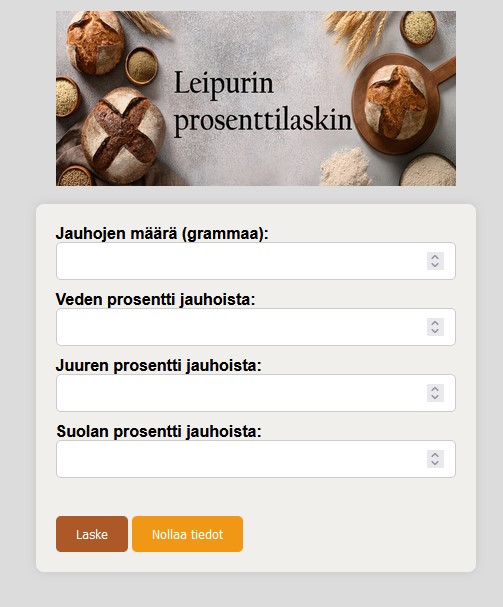 Leipurin
prosenttilaskin
Jauhojen määrä (grammaa):
Veden prosentti jauhoista:
Juuren prosentti jauhoista:
Suolan prosentti jauhoista:
Laske Nollaa tiedot